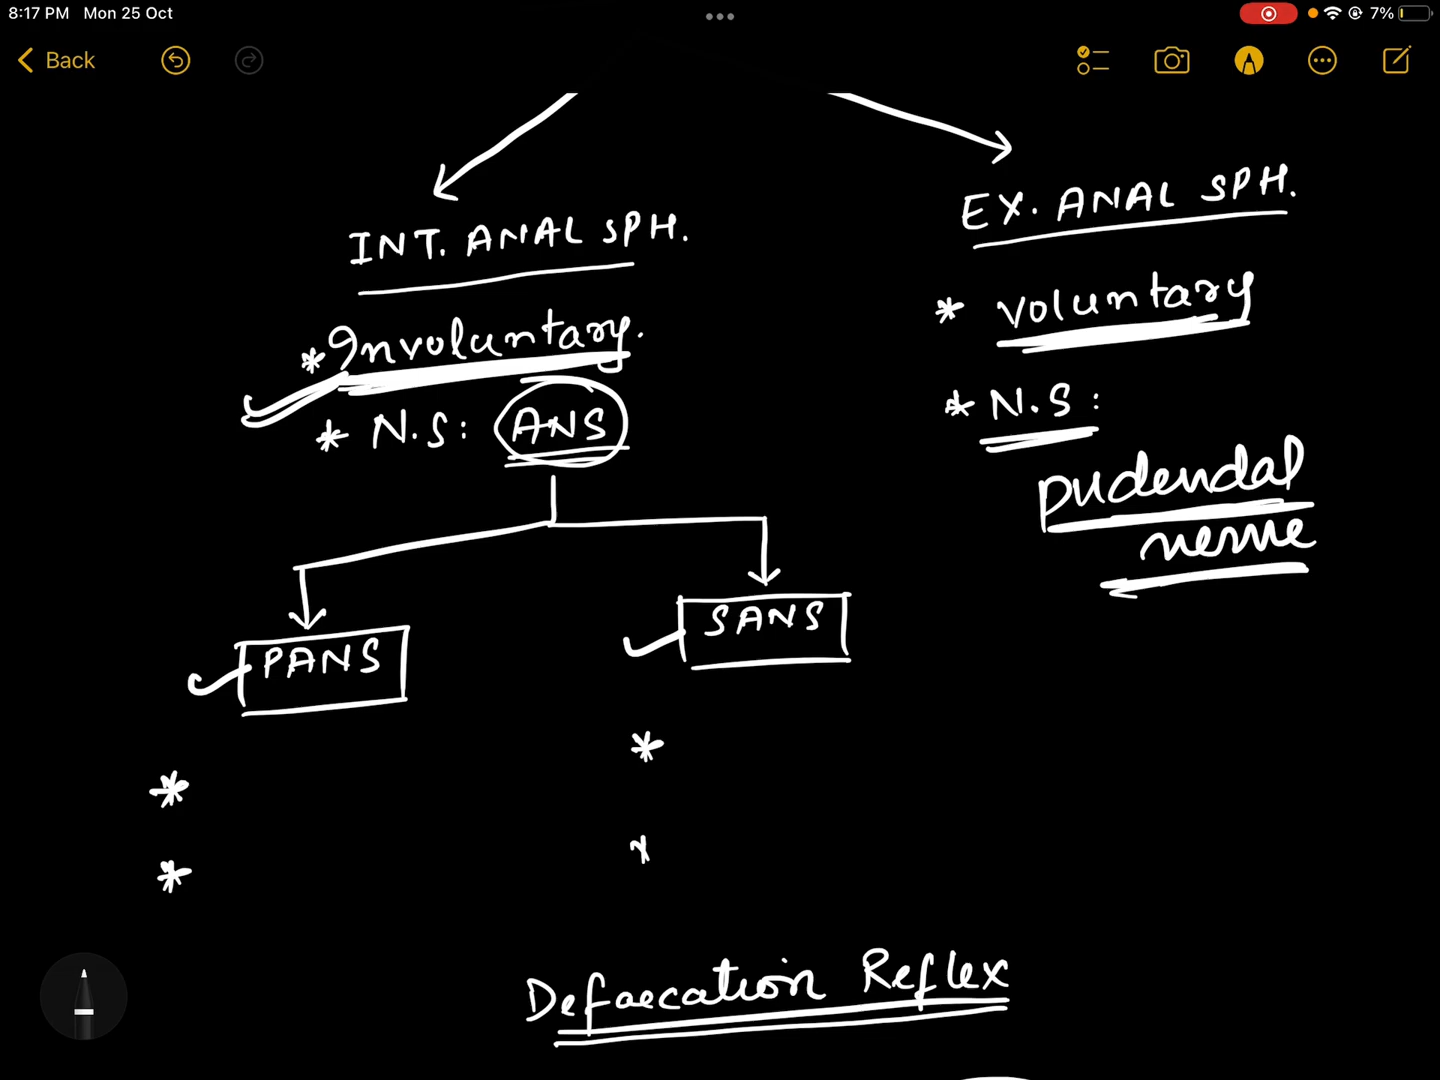 8:17 PM Mon 25 Oct
7%
Back
INT. ANAL SPH.
* Involuntary.
* N.S: ANS
PANS
SANS
*
*
*
*
EX. ANAL SPH.
* voluntary
* N.S:
pudendal
nerve
Defaecation Reflex